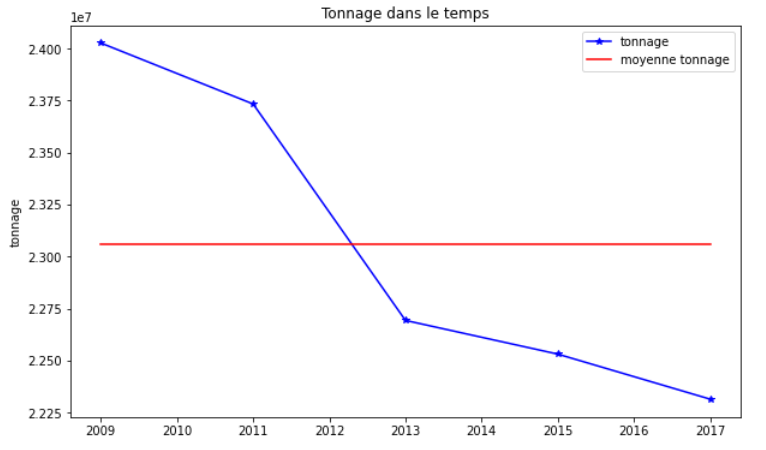 Tonnage dans le temps
1e7
tonnage
moyenne tonnage
2.400
2.375
2.350
2.325
2.300
2.275
2.250
2.225
tonnage
2009 2010 2011 2012 2013 2014 2015 2016 2017